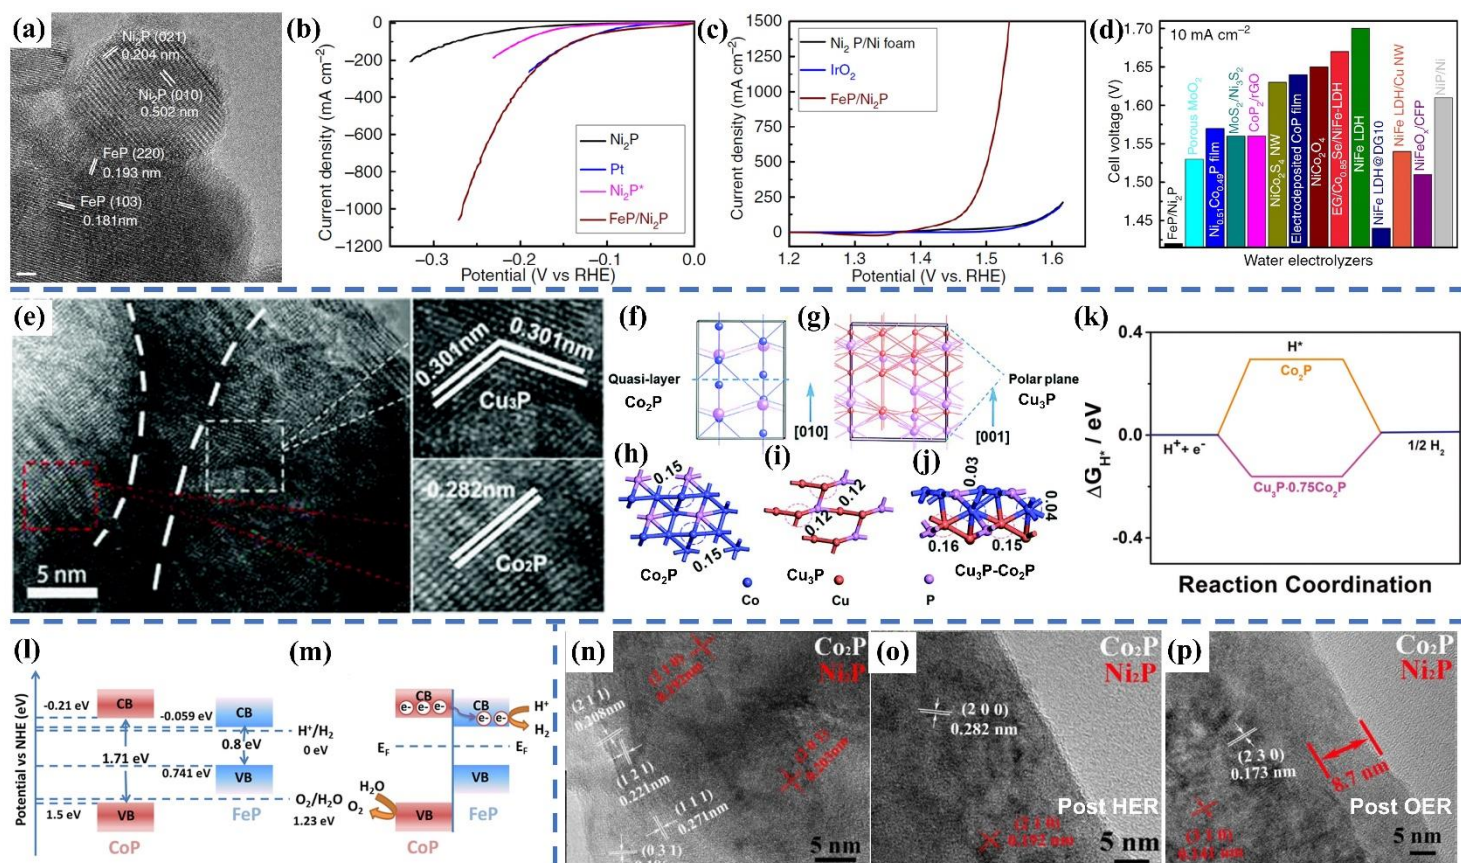 (a)
Ni₂P (021)
0.204 nm
Ni₂P (010)
0.502 nm
FeP (220)
0.193 nm
FeP (103)
0.181nm
(b)
Current density (mA cm⁻²)
0
−200
−400
−600
−800
−1000
−1200
−0.3
−0.2
−0.1
0.0
Potential (V vs RHE)
Ni₂P
Pt
Ni₂P*
FeP/Ni₂P
(c)
Current density (mA cm⁻²)
1500
1250
1000
750
500
250
0
1.2
1.3
1.4
1.5
1.6
Potential (V vs. RHE)
Ni₂ P/Ni foam
IrO₂
FeP/Ni₂P
(d)
10 mA cm⁻²
Cell voltage (V)
1.70
1.65
1.60
1.55
1.50
1.45
FeP/Ni₂P
Porous MoO₂
Ni₀.₅₁Co₀.₄₉P film
MoS₂/Ni₃S₂
CoP₂/rGO
NiCo₂S₄ NW
Electrodeposited CoP film
NiCo₂O₄
EG/Co₀.₈₅Se/NiFe-LDH
NiFe LDH
NiFe LDH@DG10
NiFe LDH/Cu NW
NiFeOₓ/CFP
NiP/Ni
Water electrolyzers
(e)
5 nm
0.301nm
0.301nm
Cu₃P
0.282nm
Co₂P
(f)
Quasi-layer
Co₂P
[010]
(g)
Polar plane
Cu₃P
[001]
(h)
0.15
0.15
Co₂P
(i)
0.12
0.12
Cu₃P
(j)
0.03
0.04
0.16
0.15
Cu₃P-Co₂P
Co
Cu
P
(k)
ΔG_H* / eV
0.4
0.0
-0.4
H*
Co₂P
H⁺ + e⁻
1/2 H₂
Cu₃P·0.75Co₂P
Reaction Coordination
(l)
Potential vs NHE (eV)
-0.21 eV
CB
-0.059 eV
CB
H⁺/H₂
0 eV
1.71 eV
0.8 eV
0.741 eV
VB
O₂/H₂O
1.23 eV
1.5 eV
VB
FeP
CoP
(m)
CB
e-
e-
e-
CB
e-
e-
H⁺
H₂
E_F
E_F
H₂O
O₂
VB
VB
FeP
CoP
(n)
Co₂P
Ni₂P
(2 1 1)
0.208nm
(1 2 1)
0.221nm
(1 1 1)
0.271nm
(0 3 1)
5 nm
(o)
Co₂P
Ni₂P
(2 0 0)
0.282 nm
(2 1 0)
0.192 nm
Post HER
5 nm
(p)
Co₂P
Ni₂P
(2 3 0)
0.173 nm
8.7 nm
Post OER
5 nm